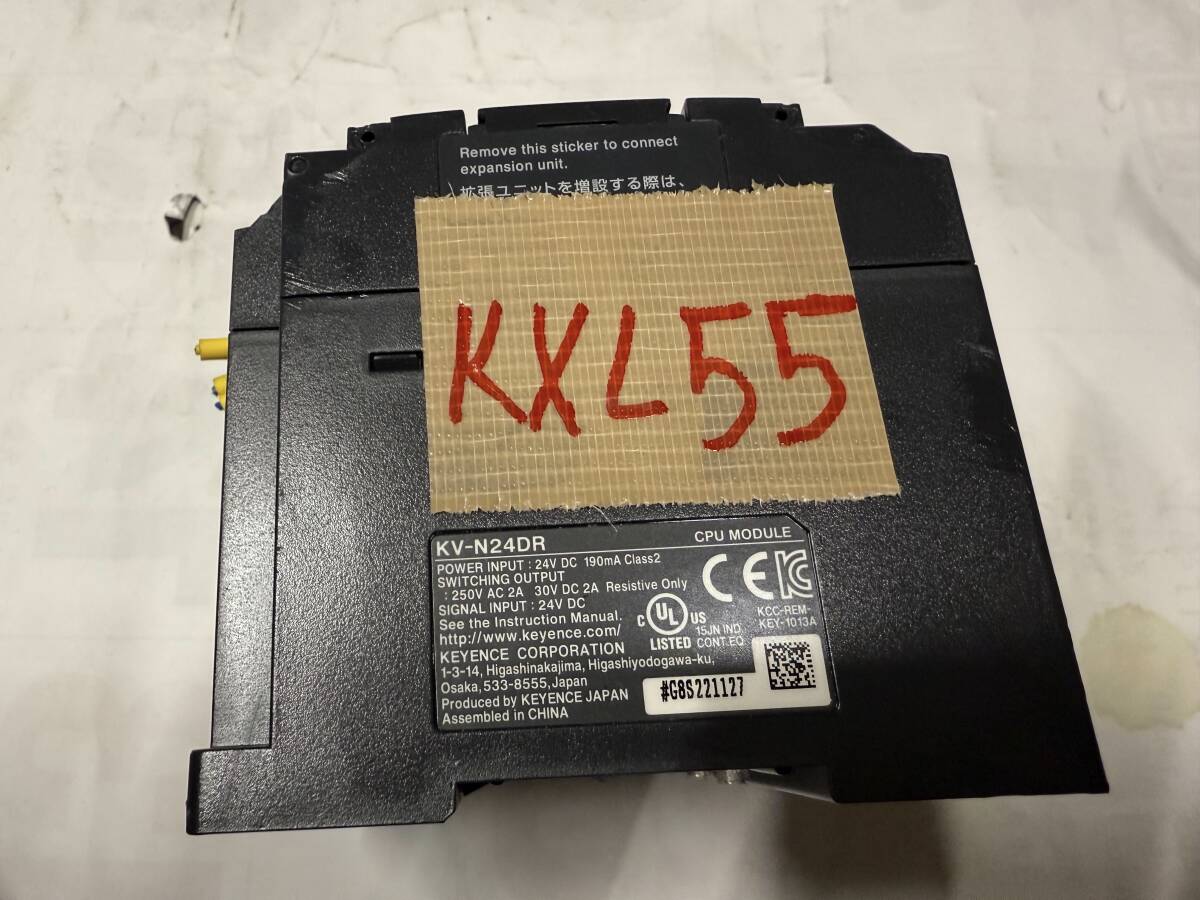 Remove this sticker to connect
expansion unit.
拡張ユニットを増設する際は、
KXL55
KV-N24DR CPU MODULE
POWER INPUT : 24V DC 190mA Class2
SWITCHING OUTPUT
: 250V AC 2A 30V DC 2A Resistive Only
SIGNAL INPUT : 24V DC
See the Instruction Manual.
http://www.keyence.com/
KEYENCE CORPORATION
1-3-14, Higashinakajima, Higashiyodogawa-ku,
Osaka,533-8555,Japan
Produced by KEYENCE JAPAN
Assembled in CHINA
CE
C UL US
LISTED
15JN IND.
CONT.EQ.
KCC-REM-
KEY-1013A
#G8S221127